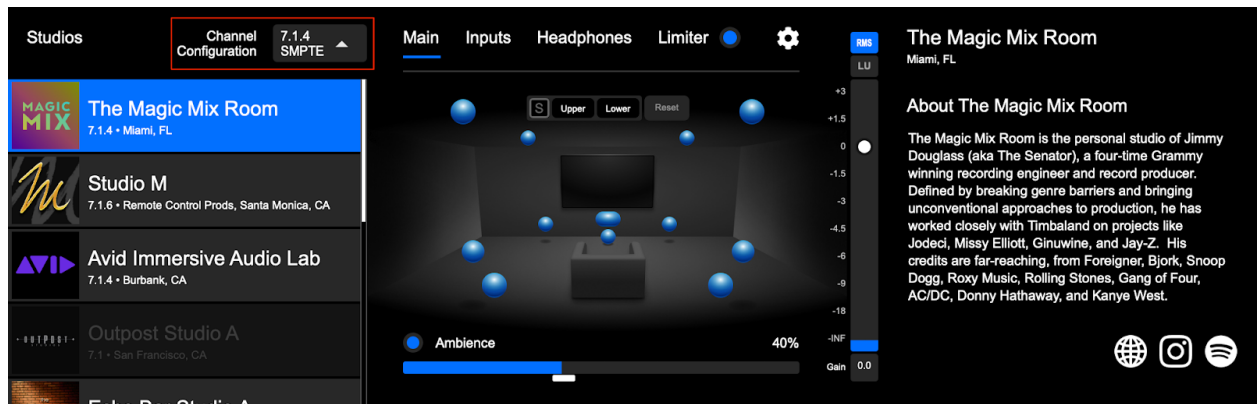 Studios
Channel
Configuration
7.1.4
SMPTE
MAGIC
MIX
The Magic Mix Room
7.1.4 • Miami, FL
Studio M
7.1.6 • Remote Control Prods, Santa Monica, CA
AVID
Avid Immersive Audio Lab
7.1.4 • Burbank, CA
OUTPOST
Outpost Studio A
7.1 • San Francisco, CA
Main Inputs Headphones Limiter
S Upper Lower Reset
Ambience 40%
RMS
LU
+3
+1.5
0
-1.5
-3
-4.5
-6
-9
-18
-INF
Gain 0.0
The Magic Mix Room
Miami, FL
About The Magic Mix Room
The Magic Mix Room is the personal studio of Jimmy
Douglass (aka The Senator), a four-time Grammy
winning recording engineer and record producer.
Defined by breaking genre barriers and bringing
unconventional approaches to production, he has
worked closely with Timbaland on projects like
Jodeci, Missy Elliott, Ginuwine, and Jay-Z.  His
credits are far-reaching, from Foreigner, Bjork, Snoop
Dogg, Roxy Music, Rolling Stones, Gang of Four,
AC/DC, Donny Hathaway, and Kanye West.